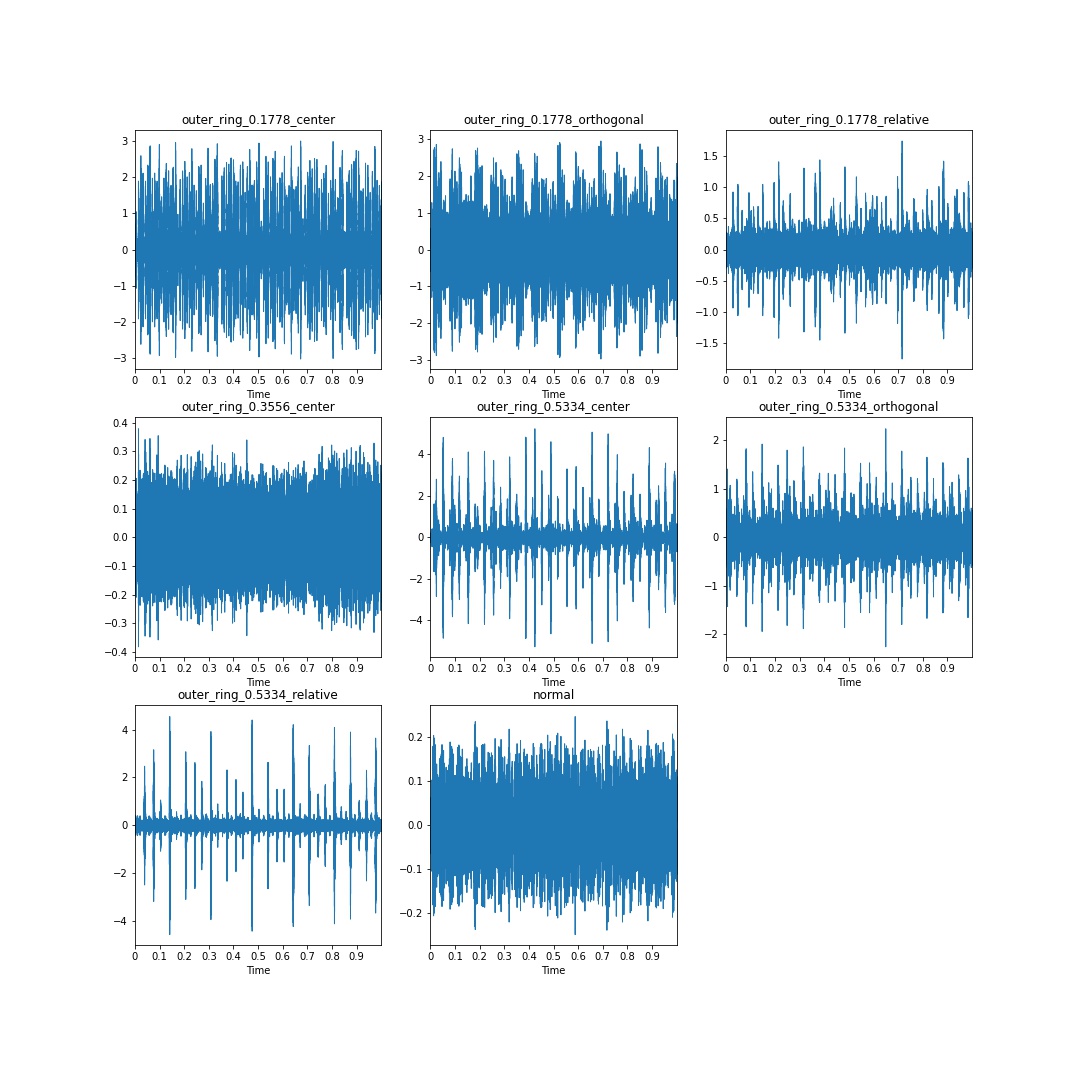 outer_ring_0.1778_center
3
2
1
0
−1
−2
−3
0 0.1 0.2 0.3 0.4 0.5 0.6 0.7 0.8 0.9
Time
outer_ring_0.1778_orthogonal
3
2
1
0
−1
−2
−3
0 0.1 0.2 0.3 0.4 0.5 0.6 0.7 0.8 0.9
Time
outer_ring_0.1778_relative
1.5
1.0
0.5
0.0
−0.5
−1.0
−1.5
0 0.1 0.2 0.3 0.4 0.5 0.6 0.7 0.8 0.9
Time
outer_ring_0.3556_center
0.4
0.3
0.2
0.1
0.0
−0.1
−0.2
−0.3
−0.4
0 0.1 0.2 0.3 0.4 0.5 0.6 0.7 0.8 0.9
Time
outer_ring_0.5334_center
4
2
0
−2
−4
0 0.1 0.2 0.3 0.4 0.5 0.6 0.7 0.8 0.9
Time
outer_ring_0.5334_orthogonal
2
1
0
−1
−2
0 0.1 0.2 0.3 0.4 0.5 0.6 0.7 0.8 0.9
Time
outer_ring_0.5334_relative
4
2
0
−2
−4
0 0.1 0.2 0.3 0.4 0.5 0.6 0.7 0.8 0.9
Time
normal
0.2
0.1
0.0
−0.1
−0.2
0 0.1 0.2 0.3 0.4 0.5 0.6 0.7 0.8 0.9
Time